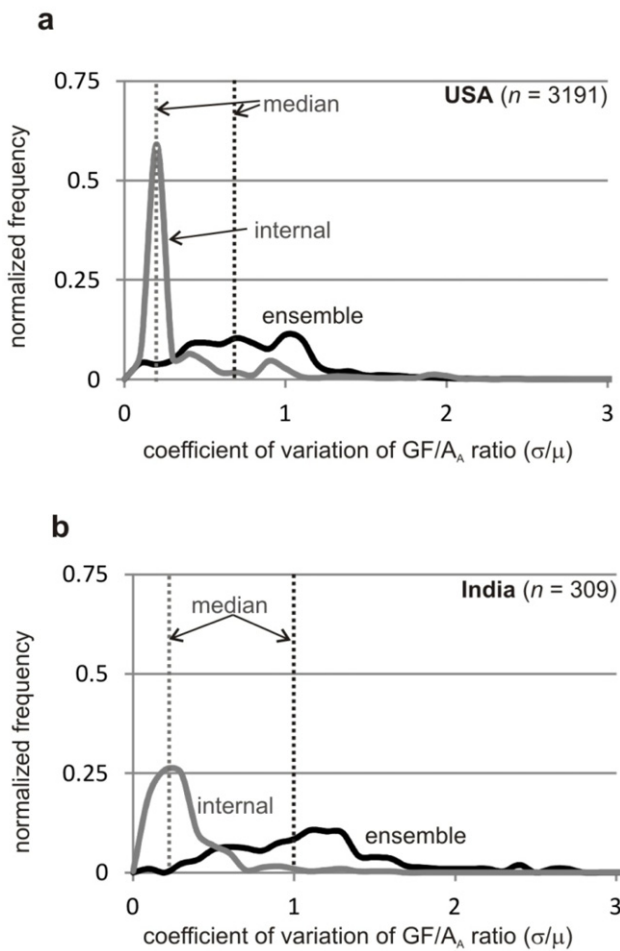 a
0.75
USA (n = 3191)
median
0.5
internal
0.25
ensemble
0
0 1 2 3
normalized frequency
coefficient of variation of GF/A_A ratio (σ/μ)
b
0.75
India (n = 309)
median
0.5
0.25
internal
ensemble
0
0 1 2 3
normalized frequency
coefficient of variation of GF/A_A ratio (σ/μ)